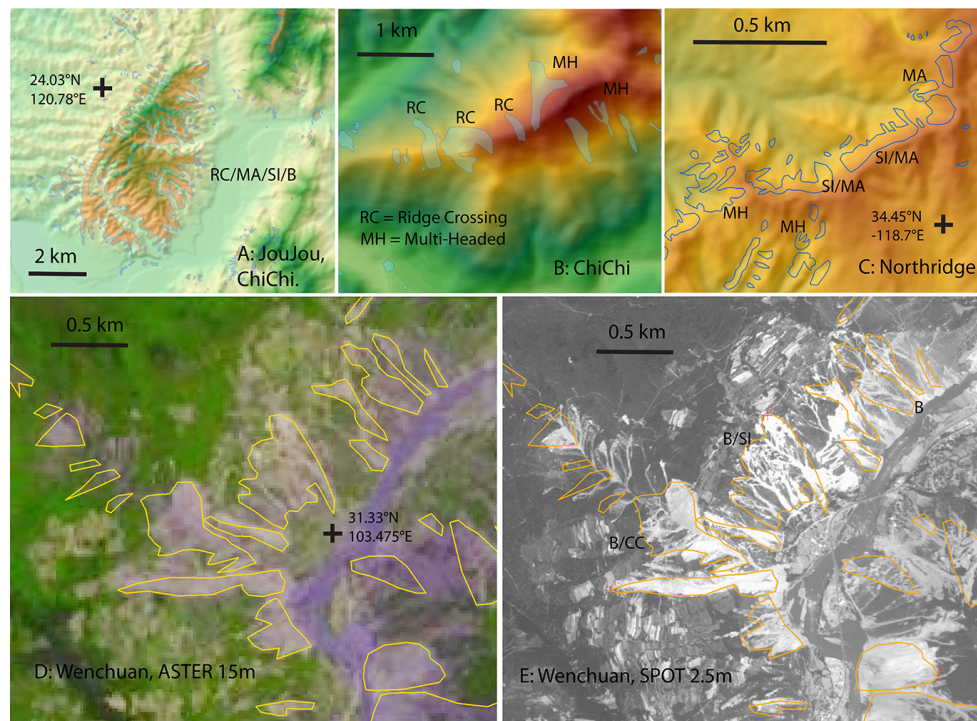 24.03°N
120.78°E
RC/MA/SI/B
2 km
A: JouJou,
ChiChi.
1 km
MH
MH
RC
RC
RC
RC = Ridge Crossing
MH = Multi-Headed
B: ChiChi
0.5 km
MA
SI/MA
SI/MA
MH
MH
34.45°N
-118.7°E
C: Northridge
0.5 km
31.33°N
103.475°E
D: Wenchuan, ASTER 15m
0.5 km
B
B/SI
B/CC
E: Wenchuan, SPOT 2.5m